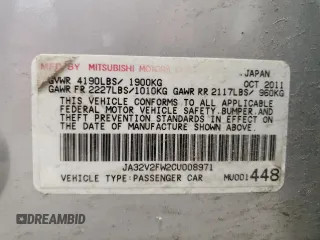 MFD BY MITSUBISHI MOTORS
JAPAN
GVWR 4190LBS/ 1900KG
OCT 2011
GAWR FR 2227LBS/1010KG GAWR RR 2117LBS/ 960KG
THIS VEHICLE CONFORMS TO ALL APPLICABLE
FEDERAL MOTOR VEHICLE SAFETY, BUMPER, AND
THEFT PREVENTION STANDARDS IN EFFECT ON
THE DATE OF MANUFACTURE SHOWN ABOVE.
JA32V2FW2CU008971
VEHICLE TYPE:PASSENGER CAR
MU001448
AUTOBIDMASTER